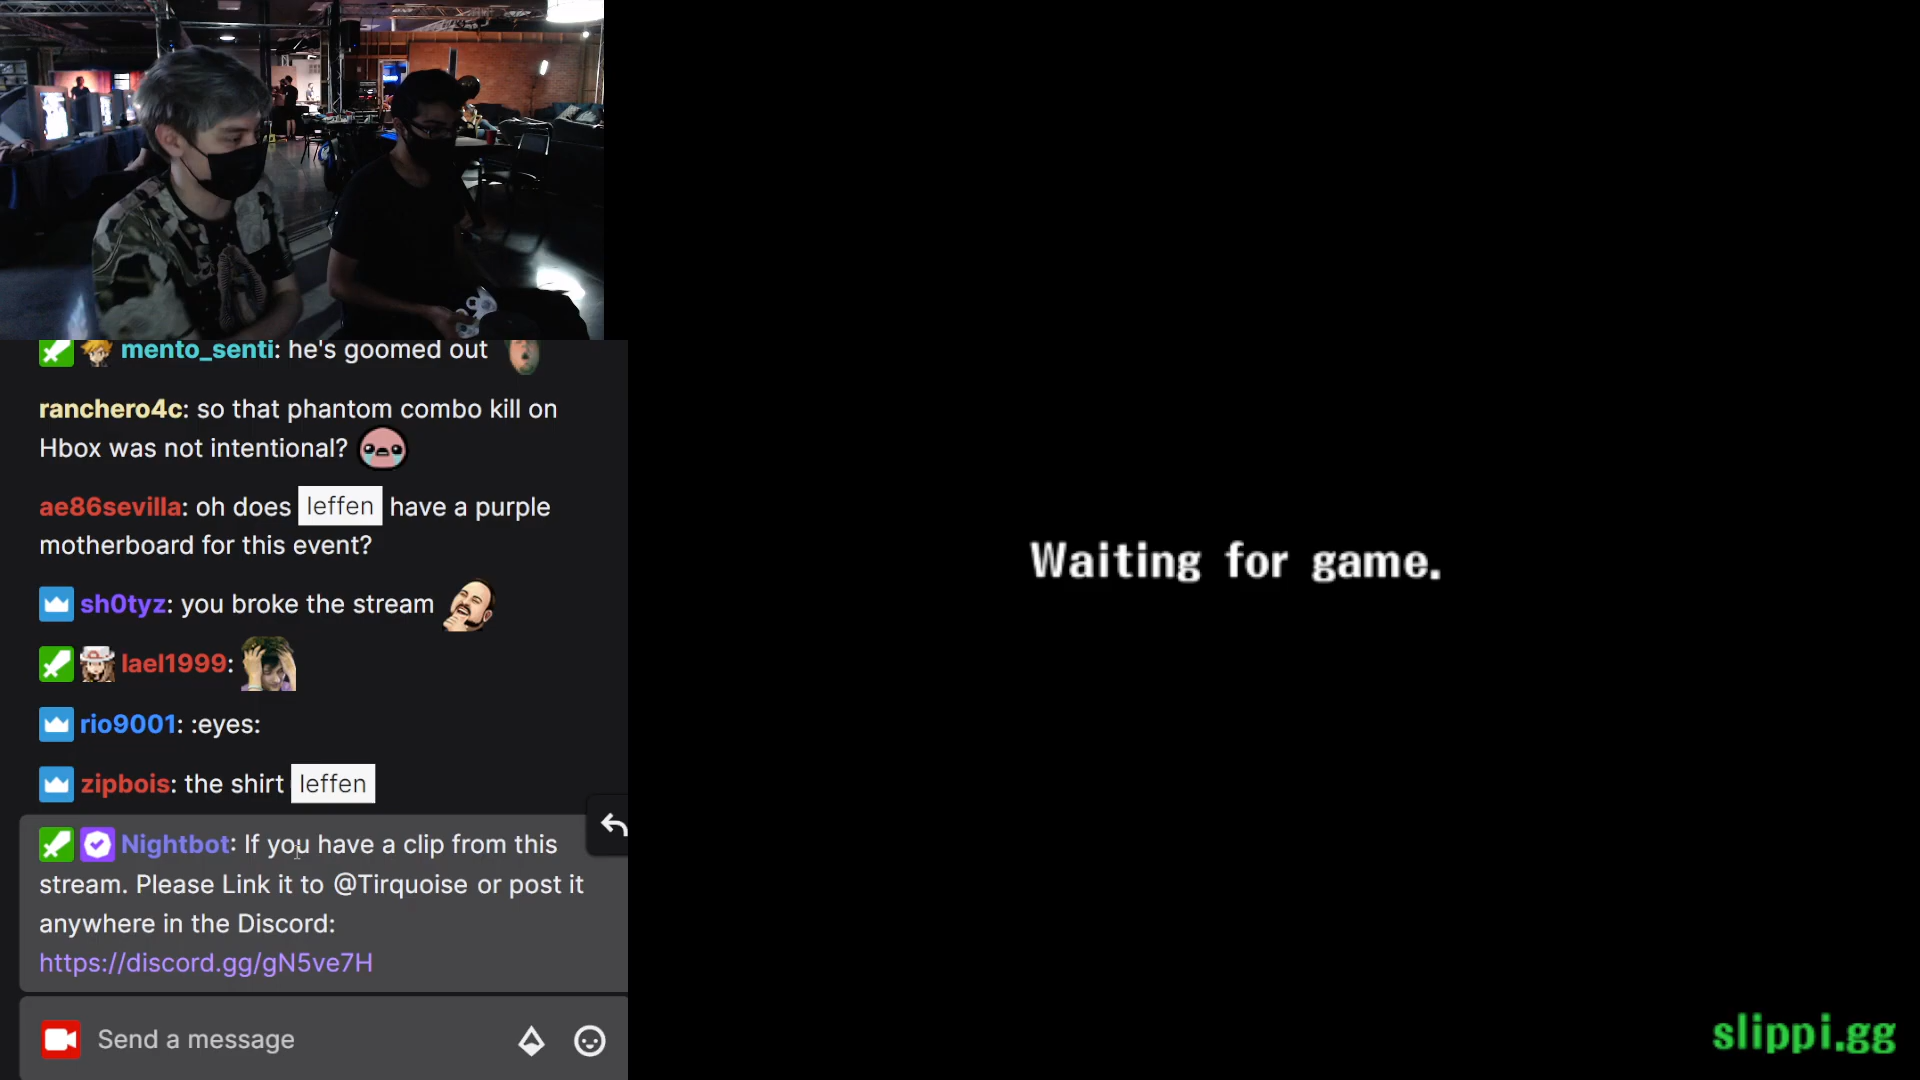 mento_senti: he's goomed out
ranchero4c: so that phantom combo kill on
Hbox was not intentional?
ae86sevilla: oh does leffen have a purple
motherboard for this event?
sh0tyz: you broke the stream
lael1999:
rio9001: :eyes:
zipbois: the shirt leffen
Nightbot: If you have a clip from this
stream. Please Link it to @Tirquoise or post it
anywhere in the Discord:
https://discord.gg/gN5ve7H
Send a message
Waiting for game.
slippi.gg